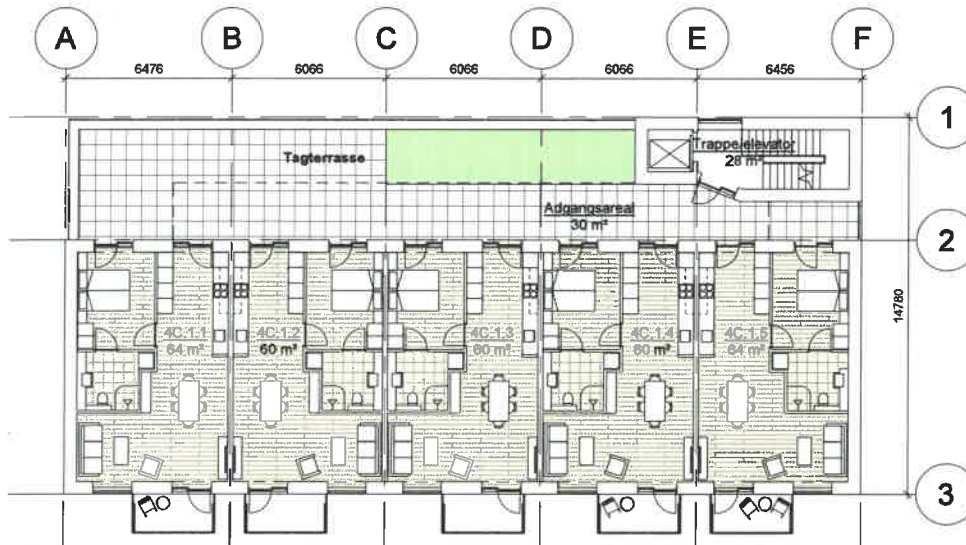 A B C D E F
6476 6066 6066 6066 6456
1
Tagterrasse
Trappe/elevator
28 m²
Adgangsareal
30 m²
2
14780
4C.1.1
64 m²
4C.1.2
60 m²
4C.1.3
60 m²
4C.1.4
60 m²
4C.1.5
64 m²
3